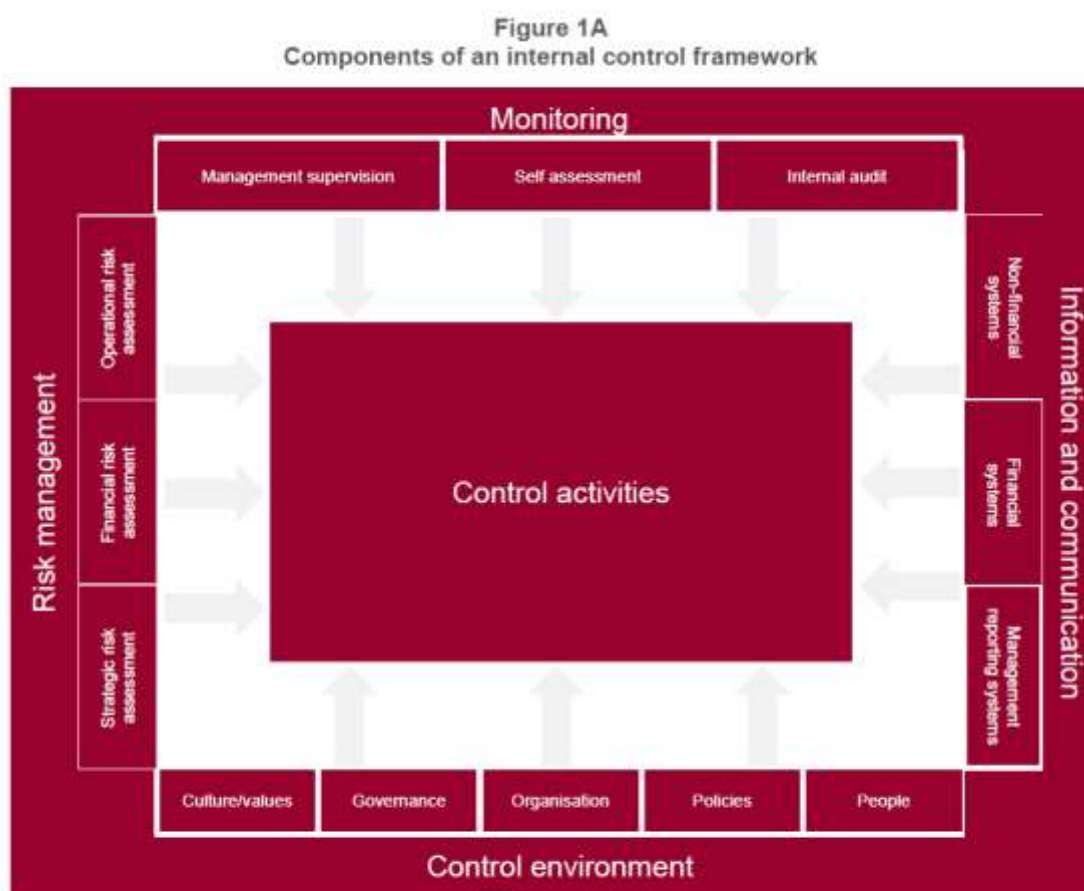 Figure 1A
Components of an internal control framework
Monitoring
Management supervision
Self assessment
Internal audit
Risk management
Operational risk
assessment
Financial risk
assessment
Strategic risk
assessment
Control activities
Non-financial
systems
Financial
systems
Management
reporting systems
Information and communication
Culture/values
Governance
Organisation
Policies
People
Control environment